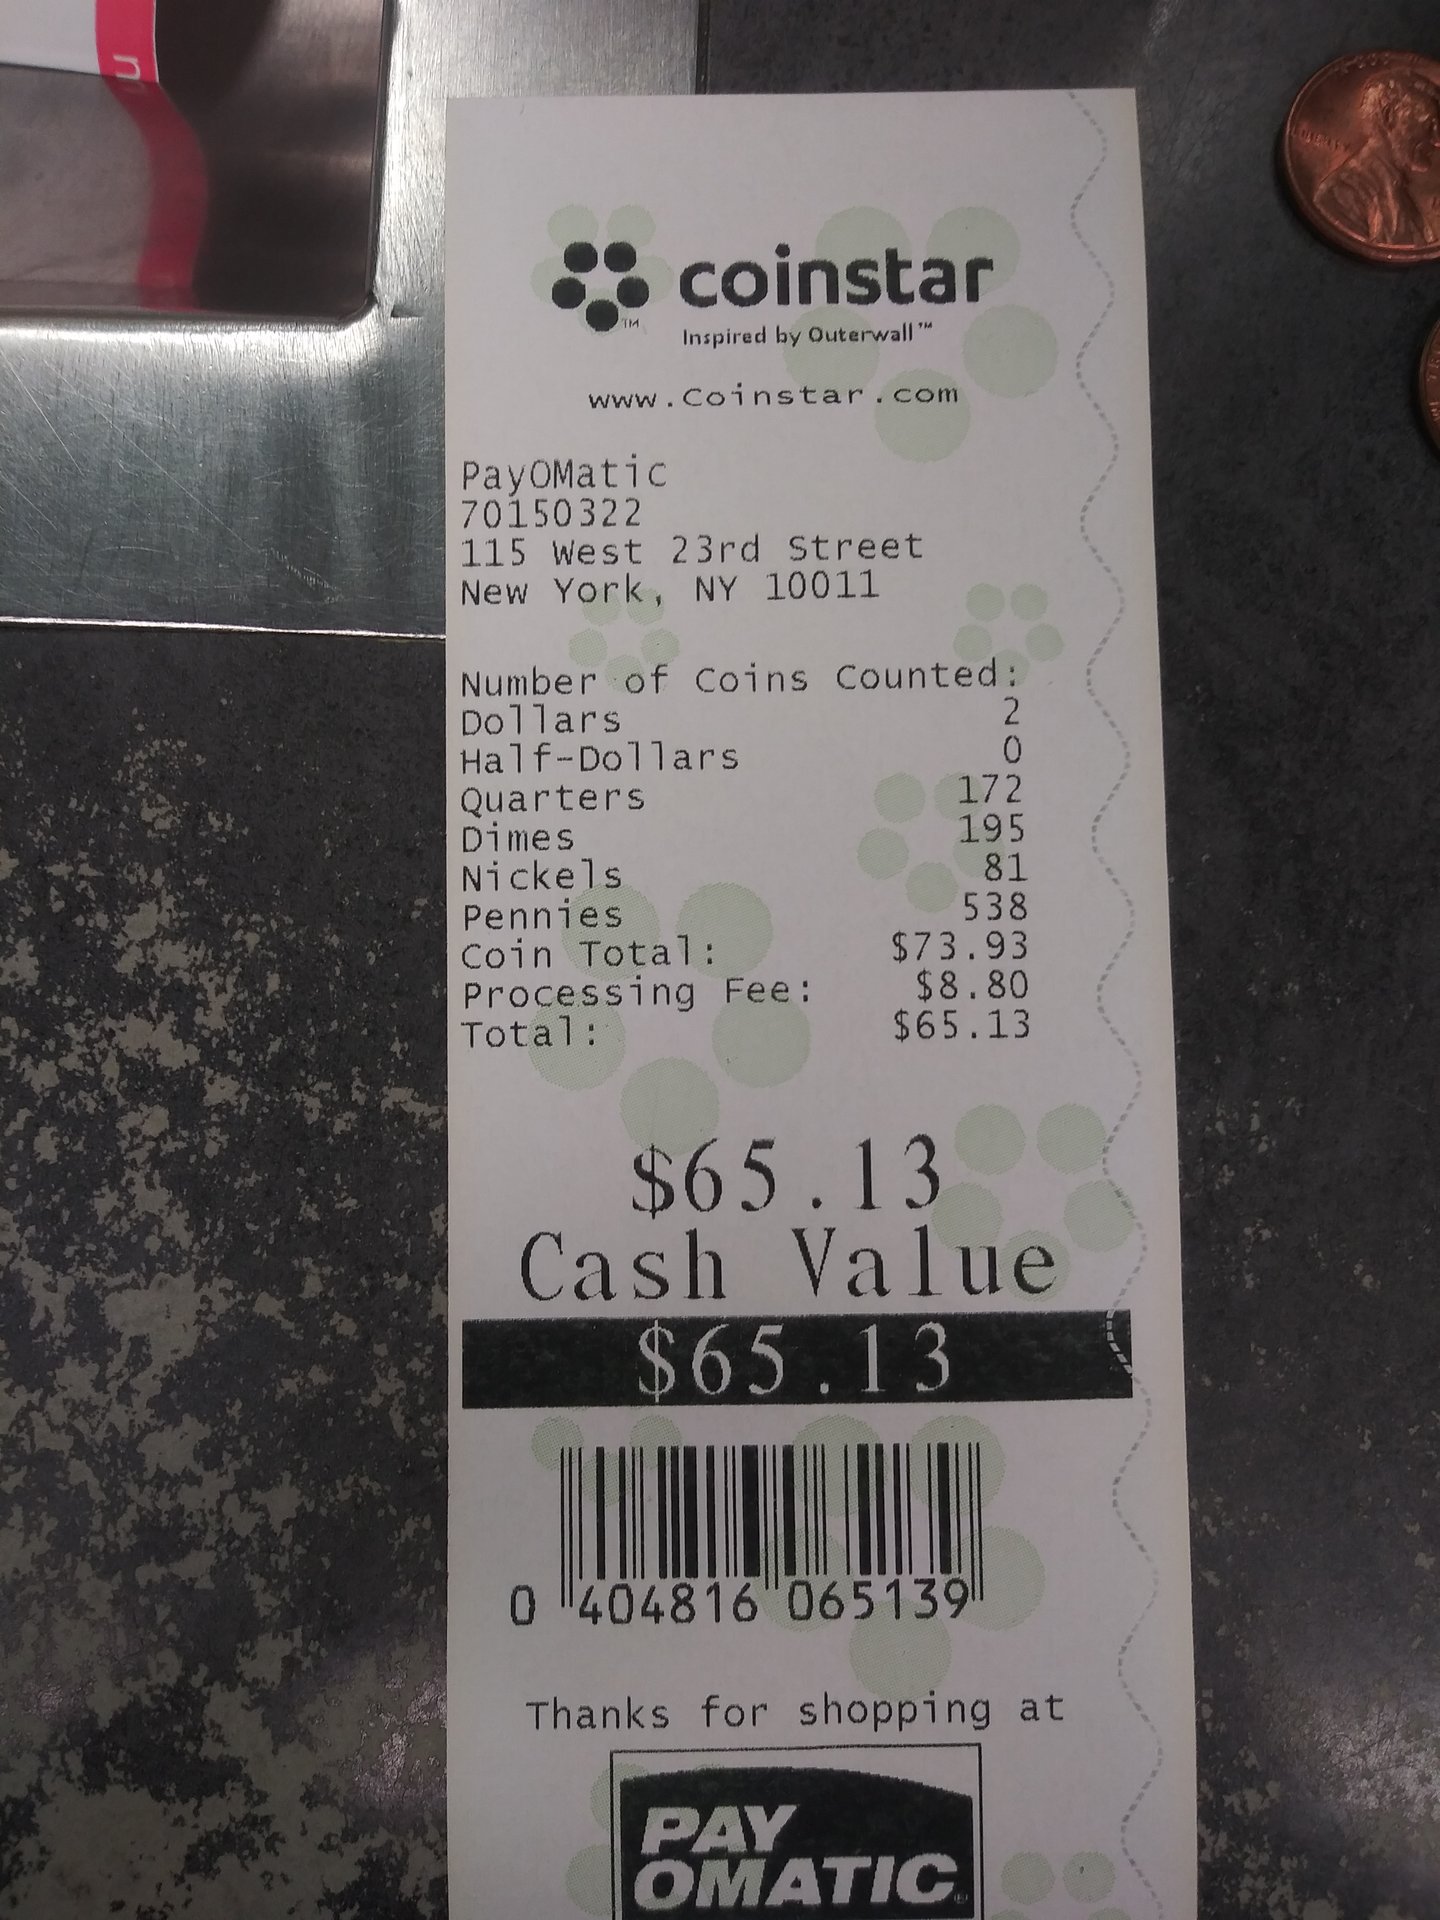 coinstar
TM
Inspired by Outerwall™
www.Coinstar.com
PayOMatic
70150322
115 West 23rd Street
New York, NY 10011
Number of Coins Counted:
Dollars 2
Half-Dollars 0
Quarters 172
Dimes 195
Nickels 81
Pennies 538
Coin Total: $73.93
Processing Fee: $8.80
Total: $65.13
$65.13
Cash Value
$65.13
0 404816 065139
Thanks for shopping at
PAY
OMATIC®
LIBERTY